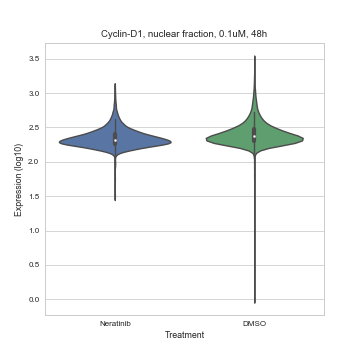 Cyclin-D1, nuclear fraction, 0.1uM, 48h
Expression (log10)
3.5
3.0
2.5
2.0
1.5
1.0
0.5
0.0
Neratinib
DMSO
Treatment